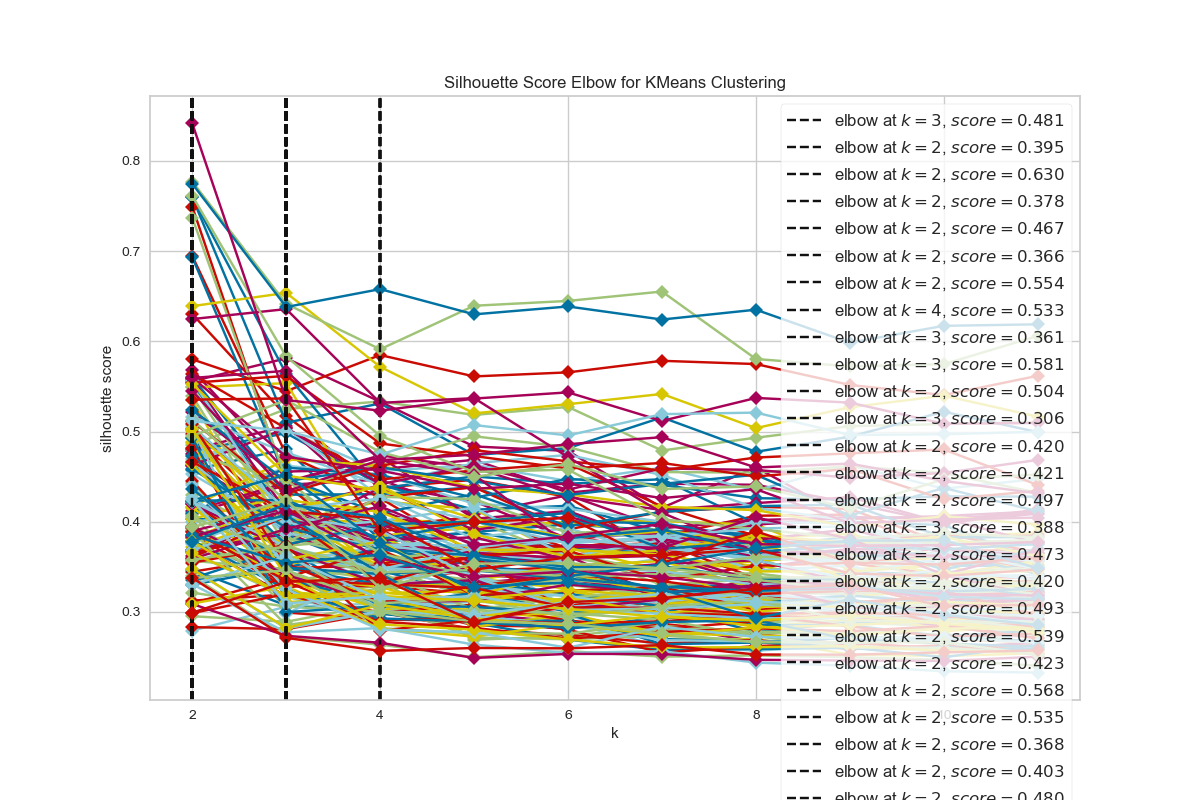 Silhouette Score Elbow for KMeans Clustering
silhouette score
0.8
0.7
0.6
0.5
0.4
0.3
2
4
6
8
10
k
elbow at k = 3, score = 0.481
elbow at k = 2, score = 0.395
elbow at k = 2, score = 0.630
elbow at k = 2, score = 0.378
elbow at k = 2, score = 0.467
elbow at k = 2, score = 0.366
elbow at k = 2, score = 0.554
elbow at k = 4, score = 0.533
elbow at k = 3, score = 0.361
elbow at k = 3, score = 0.581
elbow at k = 2, score = 0.504
elbow at k = 3, score = 0.306
elbow at k = 2, score = 0.420
elbow at k = 2, score = 0.421
elbow at k = 2, score = 0.497
elbow at k = 3, score = 0.388
elbow at k = 2, score = 0.473
elbow at k = 2, score = 0.420
elbow at k = 2, score = 0.493
elbow at k = 2, score = 0.539
elbow at k = 2, score = 0.423
elbow at k = 2, score = 0.568
elbow at k = 2, score = 0.535
elbow at k = 2, score = 0.368
elbow at k = 2, score = 0.403
elbow at k = 2, score = 0.480